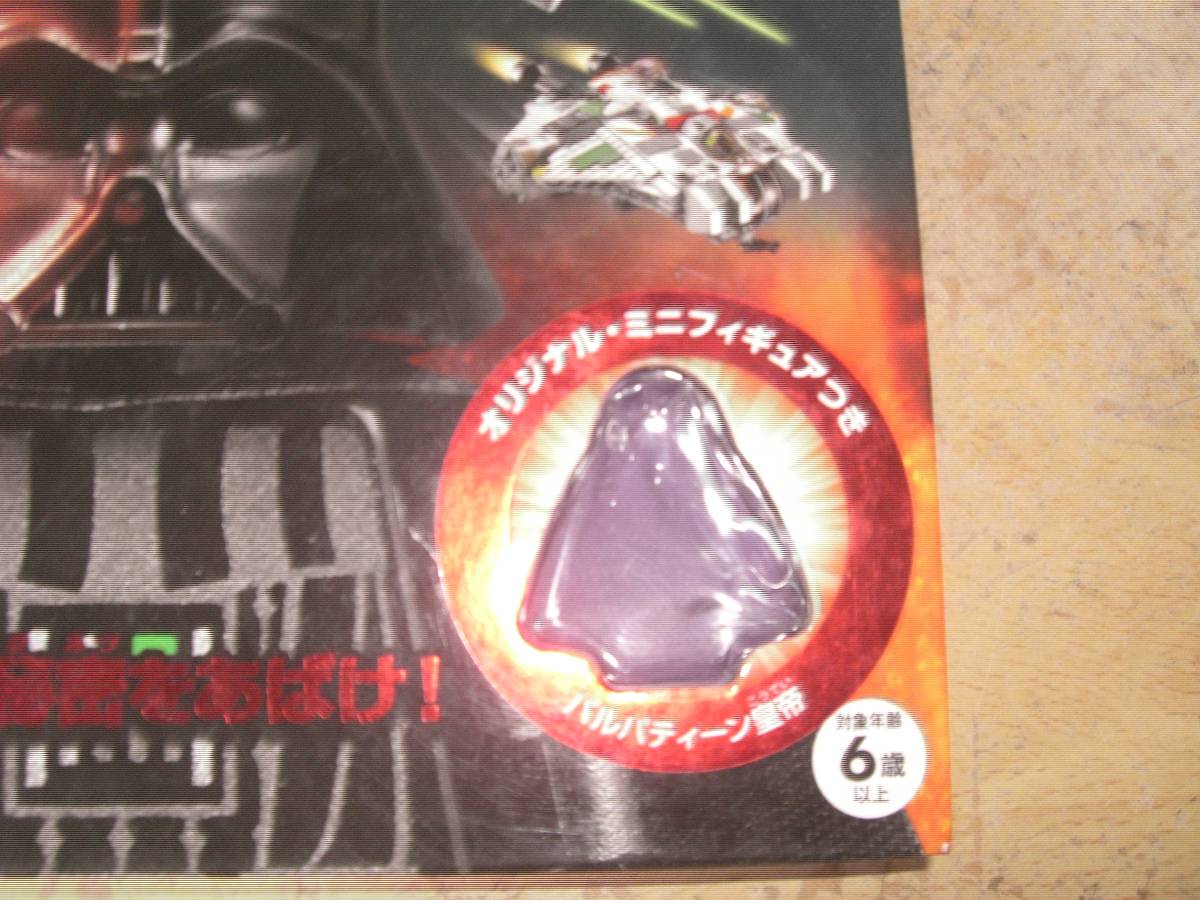 オリジナル・ミニフィギュアつき
秘密をあばけ！
こうてい
パルパティーン皇帝
対象年齢
6歳
以上